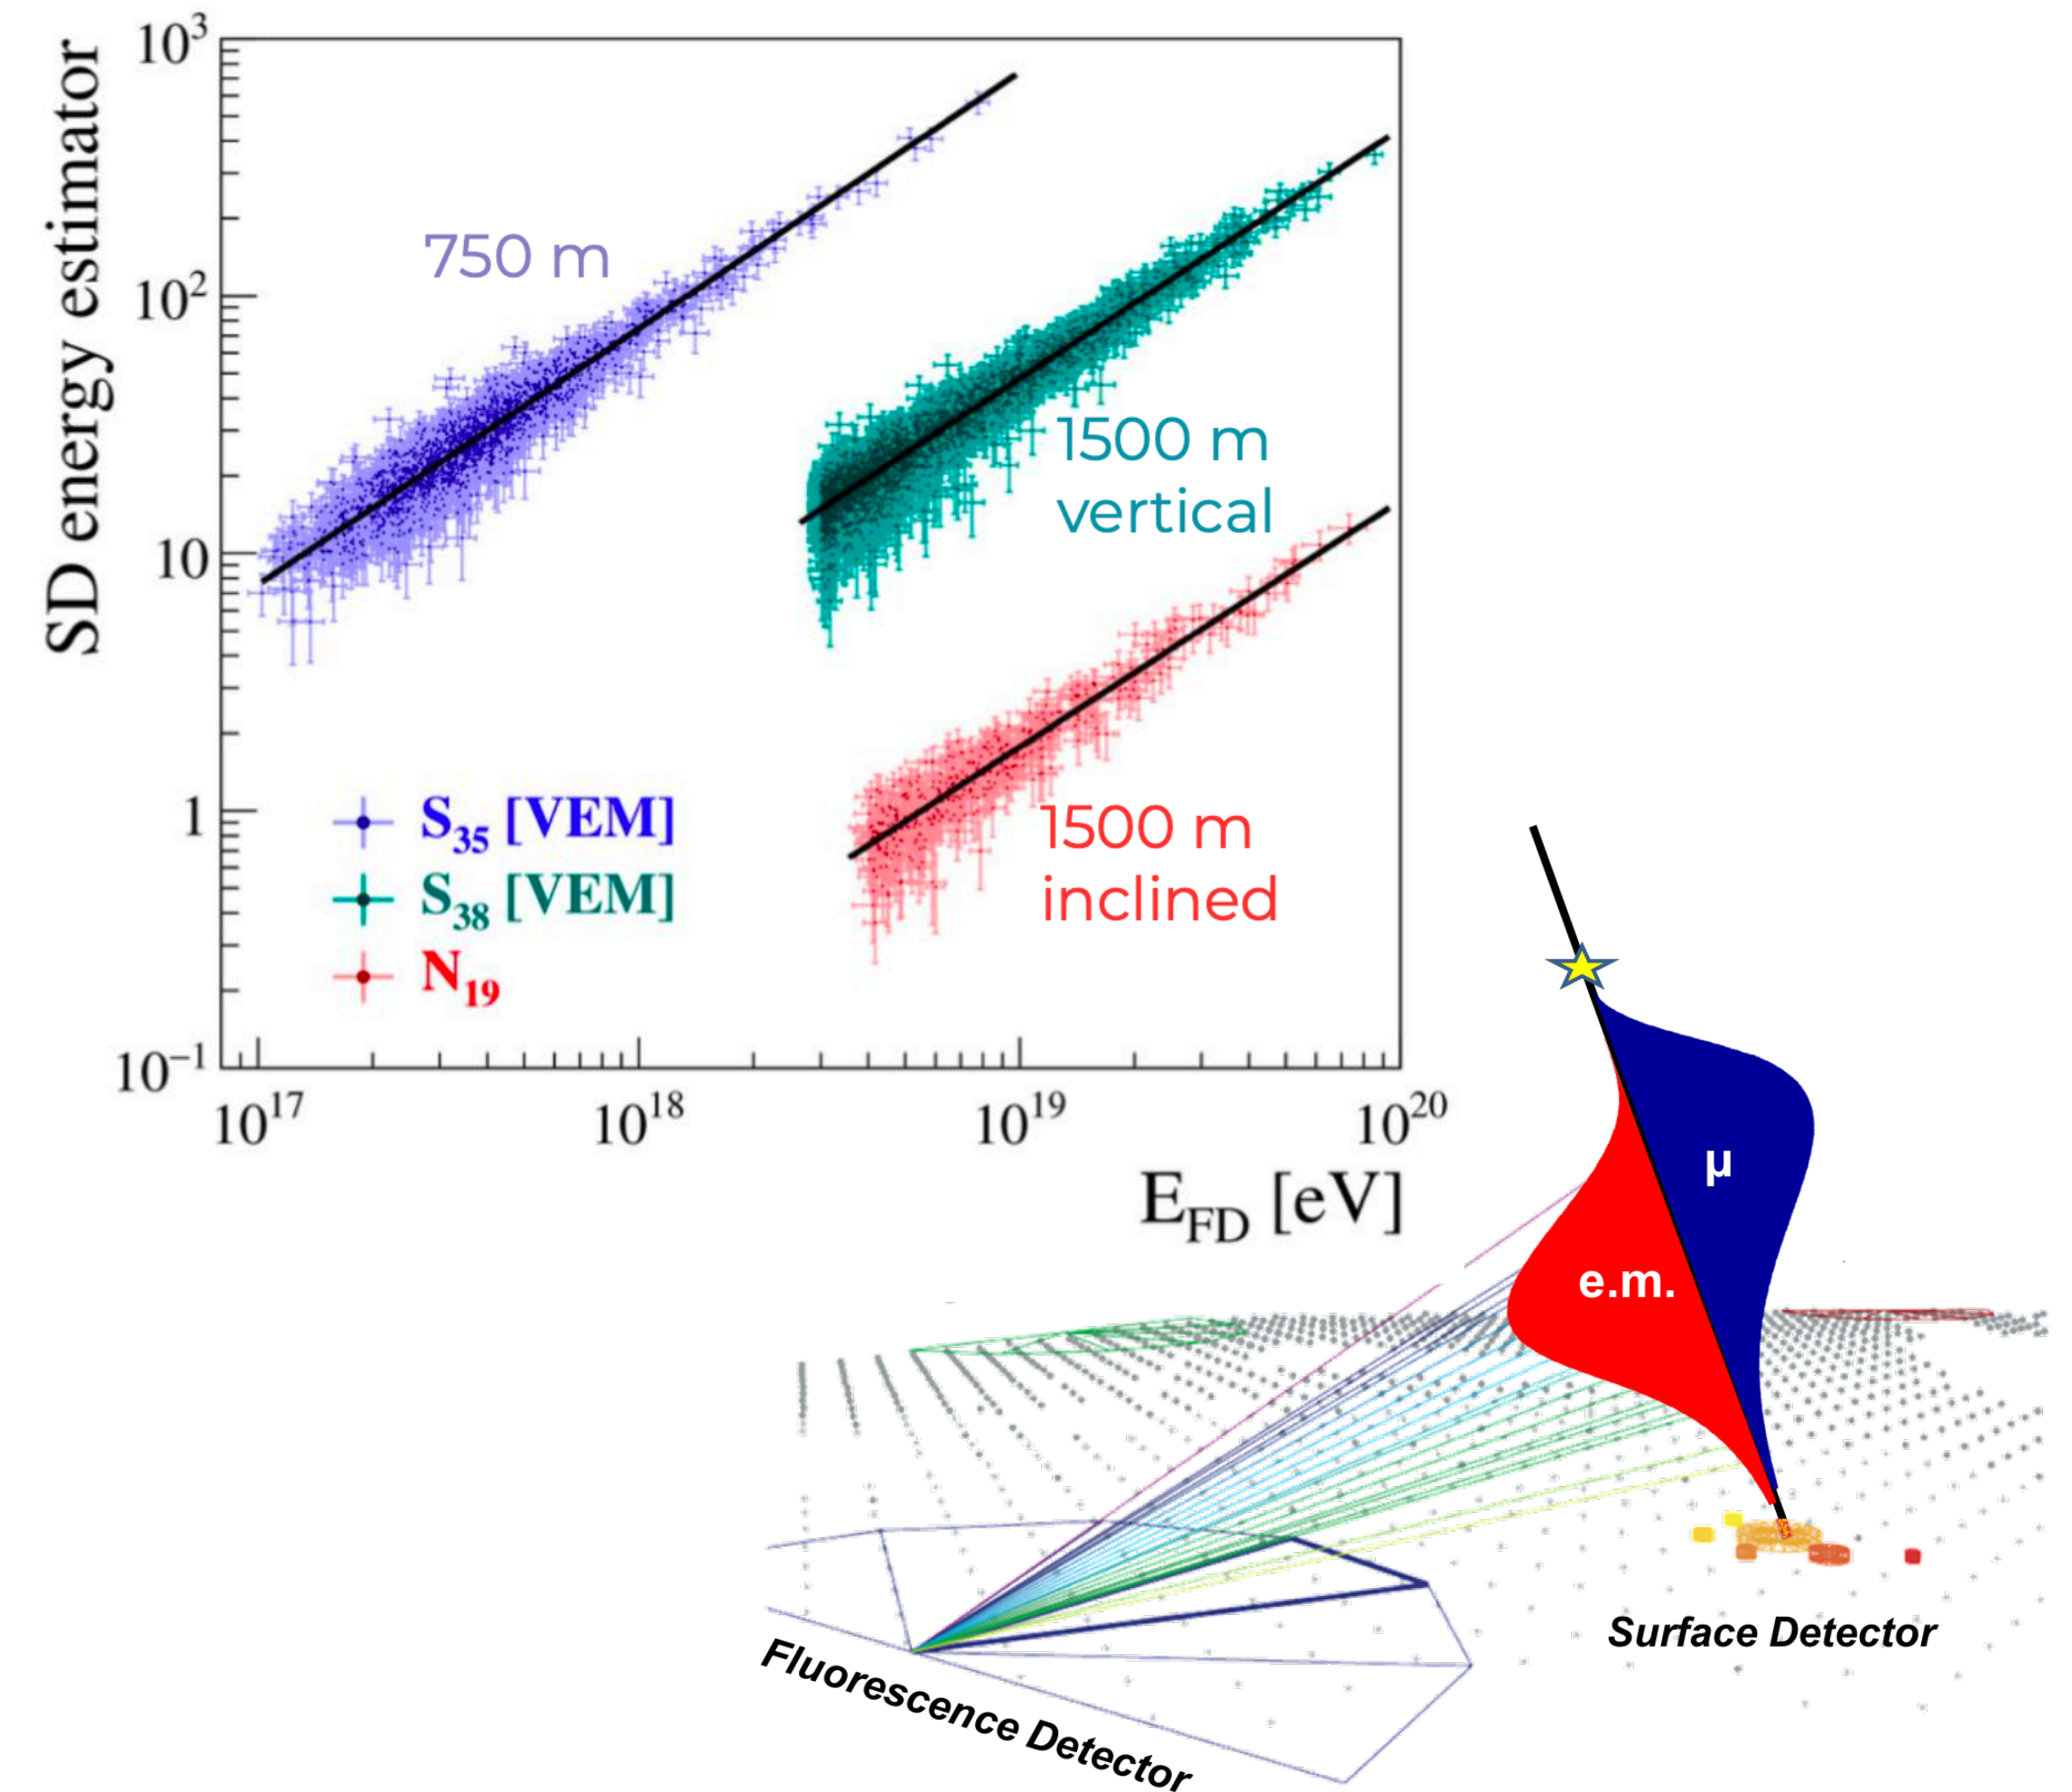 SD energy estimator
10³
10²
10
1
10⁻¹
750 m
1500 m
vertical
1500 m
inclined
S₃₅ [VEM]
S₃₈ [VEM]
N₁₉
10¹⁷
10¹⁸
10¹⁹
10²⁰
E_FD [eV]
μ
e.m.
Surface Detector
Fluorescence Detector